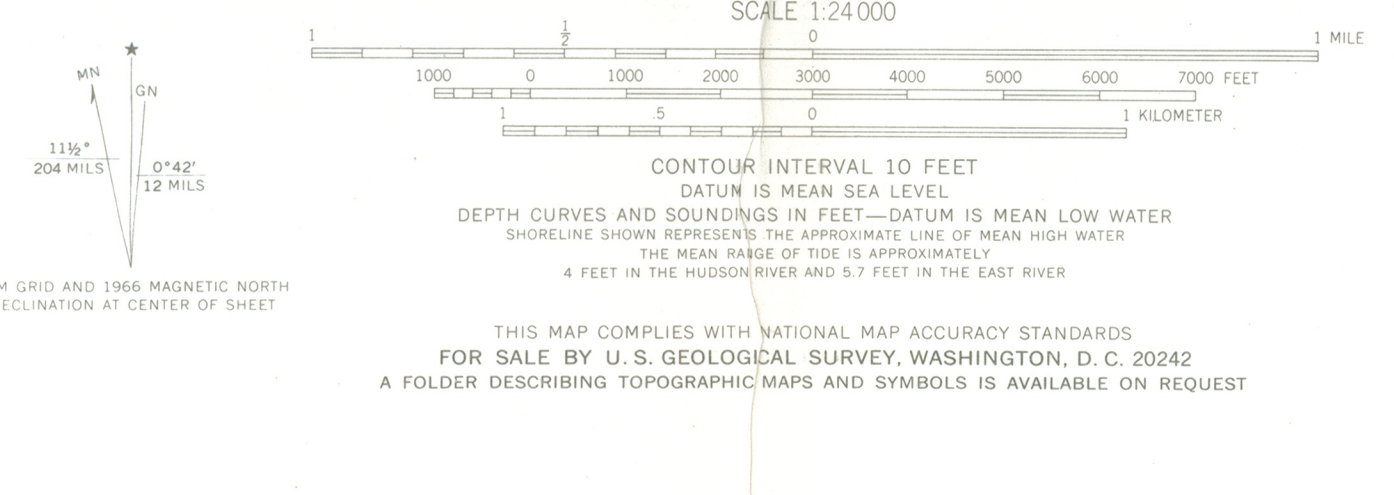 SCALE 1:24 000
1 ½ 0 1 MILE
1000 0 1000 2000 3000 4000 5000 6000 7000 FEET
1 .5 0 1 KILOMETER
MN
GN
11½°
204 MILS
0°42′
12 MILS
GRID AND 1966 MAGNETIC NORTH
AT CENTER OF SHEET
CONTOUR INTERVAL 10 FEET
DATUM IS MEAN SEA LEVEL
DEPTH CURVES AND SOUNDINGS IN FEET—DATUM IS MEAN LOW WATER
SHORELINE SHOWN REPRESENTS THE APPROXIMATE LINE OF MEAN HIGH WATER
THE MEAN RANGE OF TIDE IS APPROXIMATELY
4 FEET IN THE HUDSON RIVER AND 5.7 FEET IN THE EAST RIVER
THIS MAP COMPLIES WITH NATIONAL MAP ACCURACY STANDARDS
FOR SALE BY U. S. GEOLOGICAL SURVEY, WASHINGTON, D. C. 20242
A FOLDER DESCRIBING TOPOGRAPHIC MAPS AND SYMBOLS IS AVAILABLE ON REQUEST